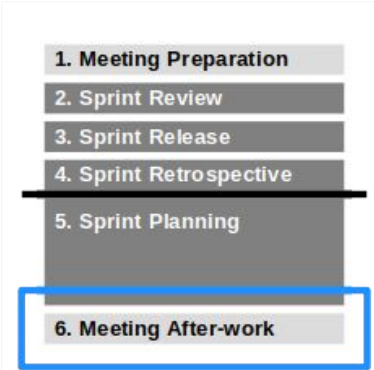 1. Meeting Preparation
2. Sprint Review
3. Sprint Release
4. Sprint Retrospective
5. Sprint Planning
6. Meeting After-work